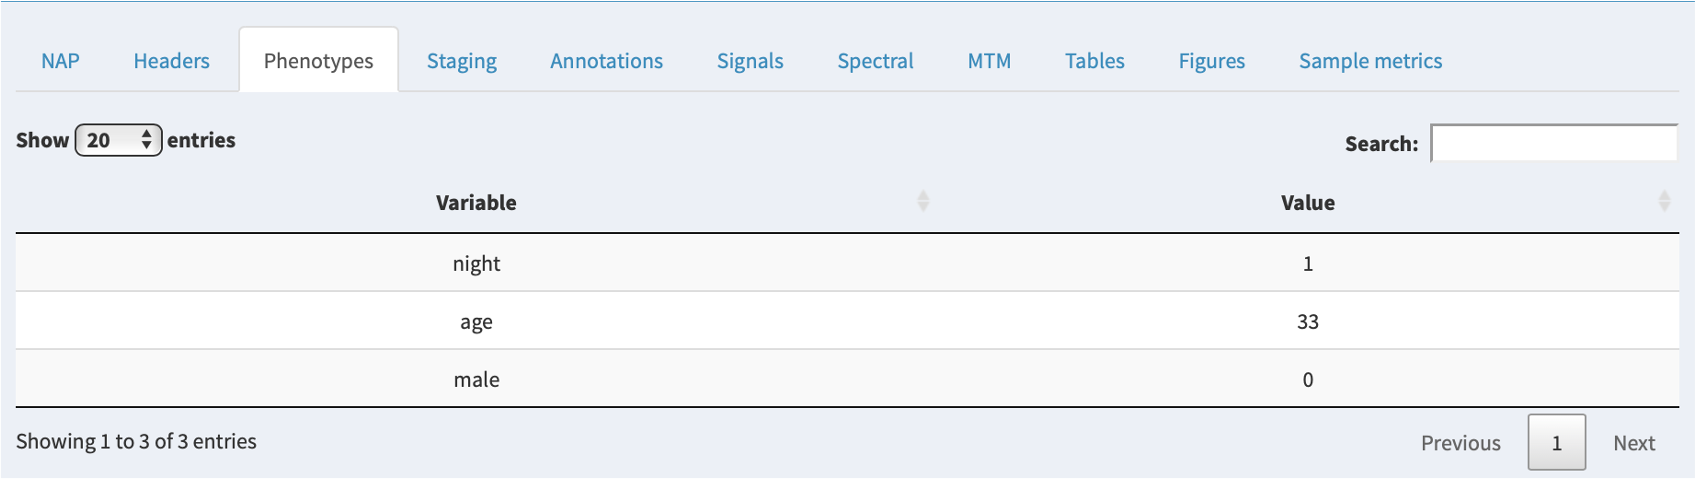 NAP Headers Phenotypes Staging Annotations Signals Spectral MTM Tables Figures Sample metrics
Show 20 entries Search:
Variable Value
night 1
age 33
male 0
Showing 1 to 3 of 3 entries Previous 1 Next